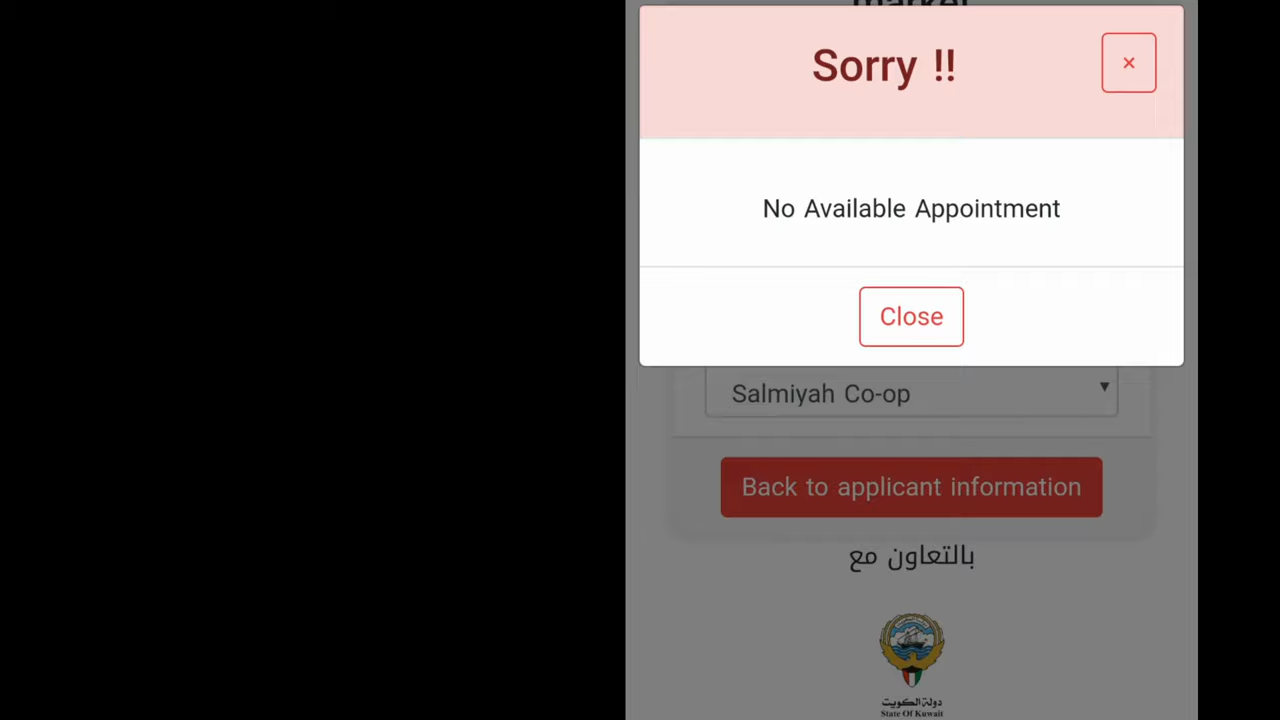 market
Sorry !!
×
No Available Appointment
Close
Salmiyah Co-op
Back to applicant information
بالتعاون مع
دولة الكويت
State Of Kuwait